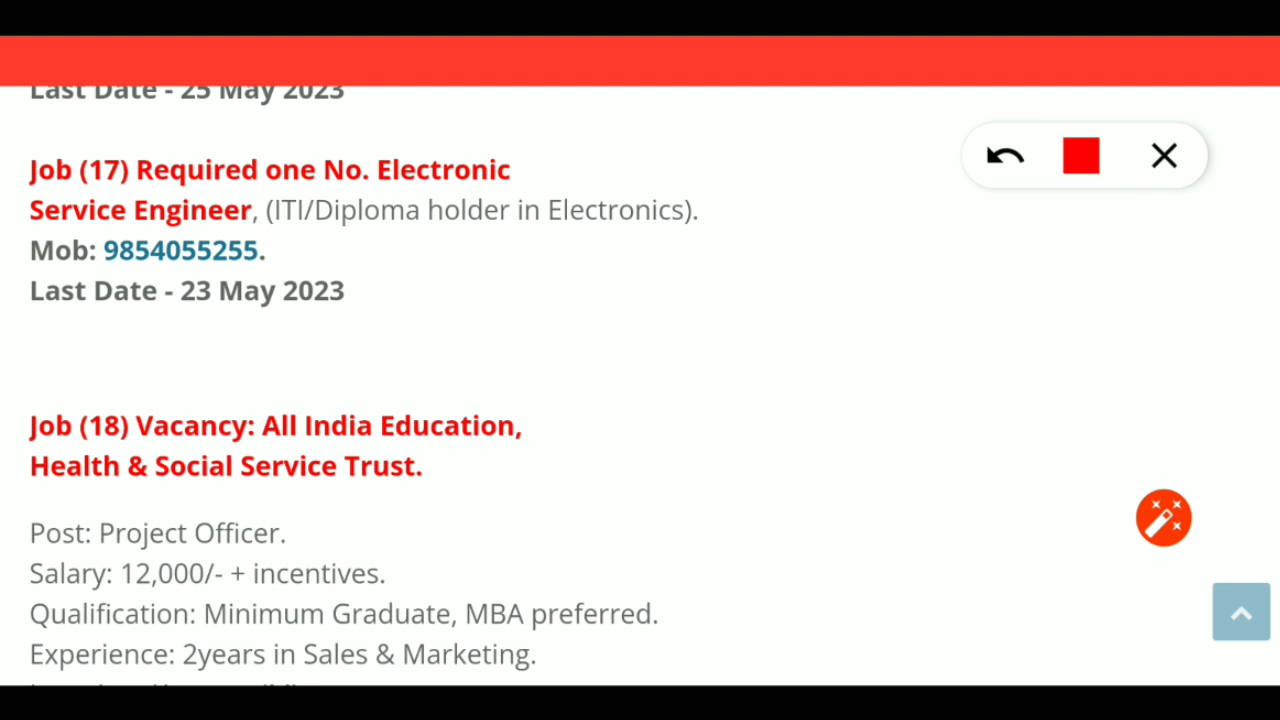 Last Date - 25 May 2023
Job (17) Required one No. Electronic
Service Engineer, (ITI/Diploma holder in Electronics).
Mob: 9854055255.
Last Date - 23 May 2023
Job (18) Vacancy: All India Education,
Health & Social Service Trust.
Post: Project Officer.
Salary: 12,000/- + incentives.
Qualification: Minimum Graduate, MBA preferred.
Experience: 2years in Sales & Marketing.